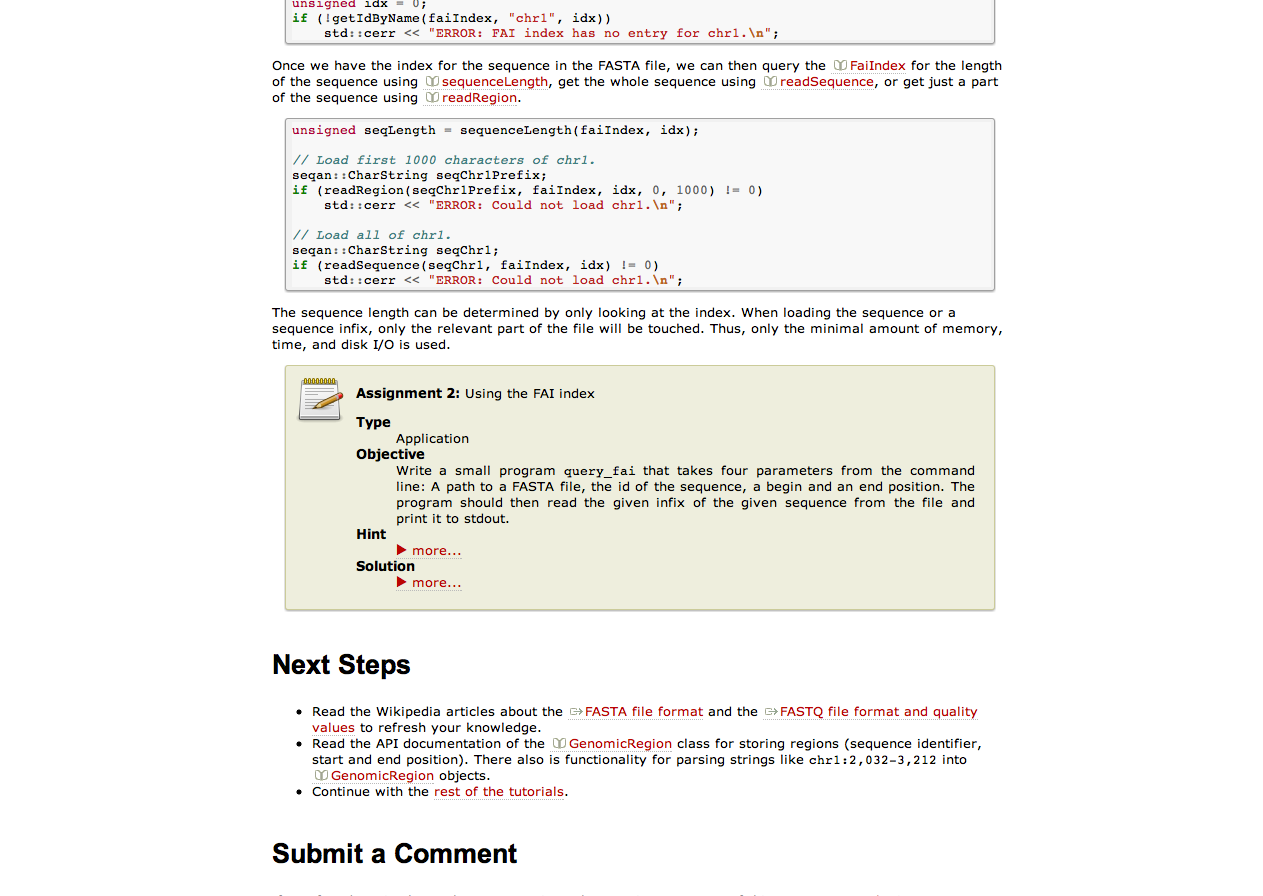 unsigned idx = 0;
if (!getIdByName(faiIndex, "chr1", idx))
    std::cerr << "ERROR: FAI index has no entry for chr1.\n";
Once we have the index for the sequence in the FASTA file, we can then query the FaiIndex for the length
of the sequence using sequenceLength, get the whole sequence using readSequence, or get just a part
of the sequence using readRegion.
unsigned seqLength = sequenceLength(faiIndex, idx);
// Load first 1000 characters of chr1.
seqan::CharString seqChr1Prefix;
if (readRegion(seqChr1Prefix, faiIndex, idx, 0, 1000) != 0)
    std::cerr << "ERROR: Could not load chr1.\n";
// Load all of chr1.
seqan::CharString seqChr1;
if (readSequence(seqChr1, faiIndex, idx) != 0)
    std::cerr << "ERROR: Could not load chr1.\n";
The sequence length can be determined by only looking at the index. When loading the sequence or a
sequence infix, only the relevant part of the file will be touched. Thus, only the minimal amount of memory,
time, and disk I/O is used.
Assignment 2: Using the FAI index
Type
Application
Objective
Write a small program query_fai that takes four parameters from the command
line: A path to a FASTA file, the id of the sequence, a begin and an end position. The
program should then read the given infix of the given sequence from the file and
print it to stdout.
Hint
more...
Solution
more...
Next Steps
• Read the Wikipedia articles about the FASTA file format and the FASTQ file format and quality
values to refresh your knowledge.
• Read the API documentation of the GenomicRegion class for storing regions (sequence identifier,
start and end position). There also is functionality for parsing strings like chr1:2,032-3,212 into
GenomicRegion objects.
• Continue with the rest of the tutorials.
Submit a Comment